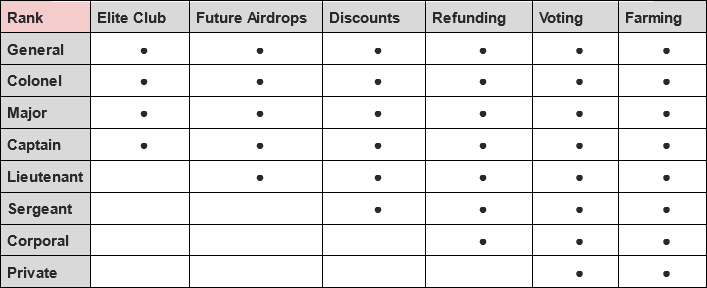 Rank Elite Club Future Airdrops Discounts Refunding Voting Farming
General ● ● ● ● ● ●
Colonel ● ● ● ● ● ●
Major ● ● ● ● ● ●
Captain ● ● ● ● ● ●
Lieutenant ● ● ● ● ●
Sergeant ● ● ● ●
Corporal ● ● ●
Private ● ●